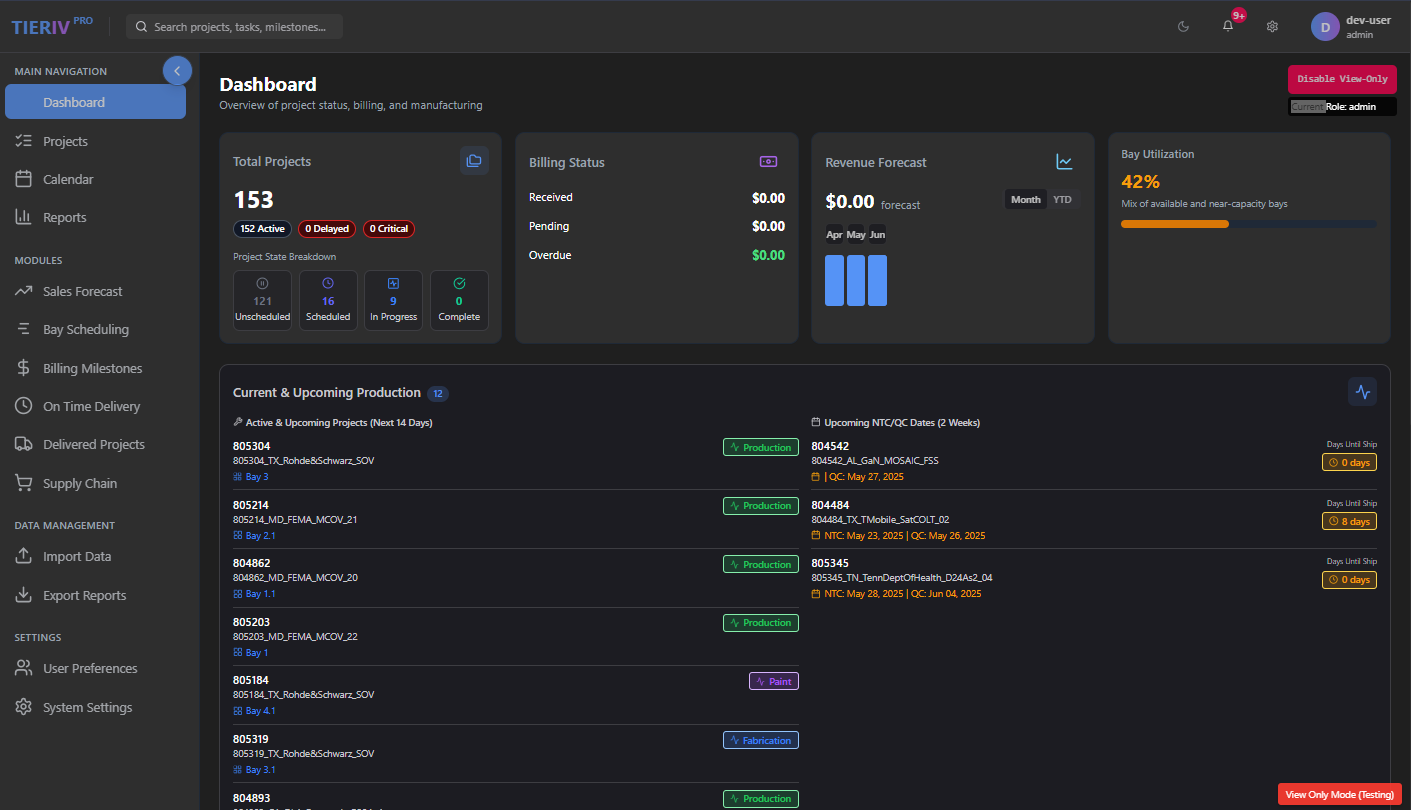 TIERIV PRO
Search projects, tasks, milestones...
9+
D
dev-user
admin
MAIN NAVIGATION
Dashboard
Projects
Calendar
Reports
MODULES
Sales Forecast
Bay Scheduling
Billing Milestones
On Time Delivery
Delivered Projects
Supply Chain
DATA MANAGEMENT
Import Data
Export Reports
SETTINGS
User Preferences
System Settings
Dashboard
Overview of project status, billing, and manufacturing
Disable View-Only
Current Role: admin
Total Projects
153
152 Active
0 Delayed
0 Critical
Project State Breakdown
121
Unscheduled
16
Scheduled
9
In Progress
0
Complete
Billing Status
Received $0.00
Pending $0.00
Overdue $0.00
Revenue Forecast
$0.00 forecast
Month YTD
Apr May Jun
Bay Utilization
42%
Mix of available and near-capacity bays
Current & Upcoming Production 12
Active & Upcoming Projects (Next 14 Days)
805304
Production
805304_TX_Rohde&Schwarz_SOV
Bay 3
805214
Production
805214_MD_FEMA_MCOV_21
Bay 2.1
804862
Production
804862_MD_FEMA_MCOV_20
Bay 1.1
805203
Production
805203_MD_FEMA_MCOV_22
Bay 1
805184
Paint
805184_TX_Rohde&Schwarz_SOV
Bay 4.1
805319
Fabrication
805319_TX_Rohde&Schwarz_SOV
Bay 3.1
804893
Production
Upcoming NTC/QC Dates (2 Weeks)
804542
Days Until Ship
804542_AL_GaN_MOSAIC_FSS
0 days
| QC: May 27, 2025
804484
Days Until Ship
804484_TX_TMobile_SatCOLT_02
8 days
NTC: May 23, 2025 | QC: May 26, 2025
805345
Days Until Ship
805345_TN_TennDeptOfHealth_D24As2_04
0 days
NTC: May 28, 2025 | QC: Jun 04, 2025
View Only Mode (Testing)